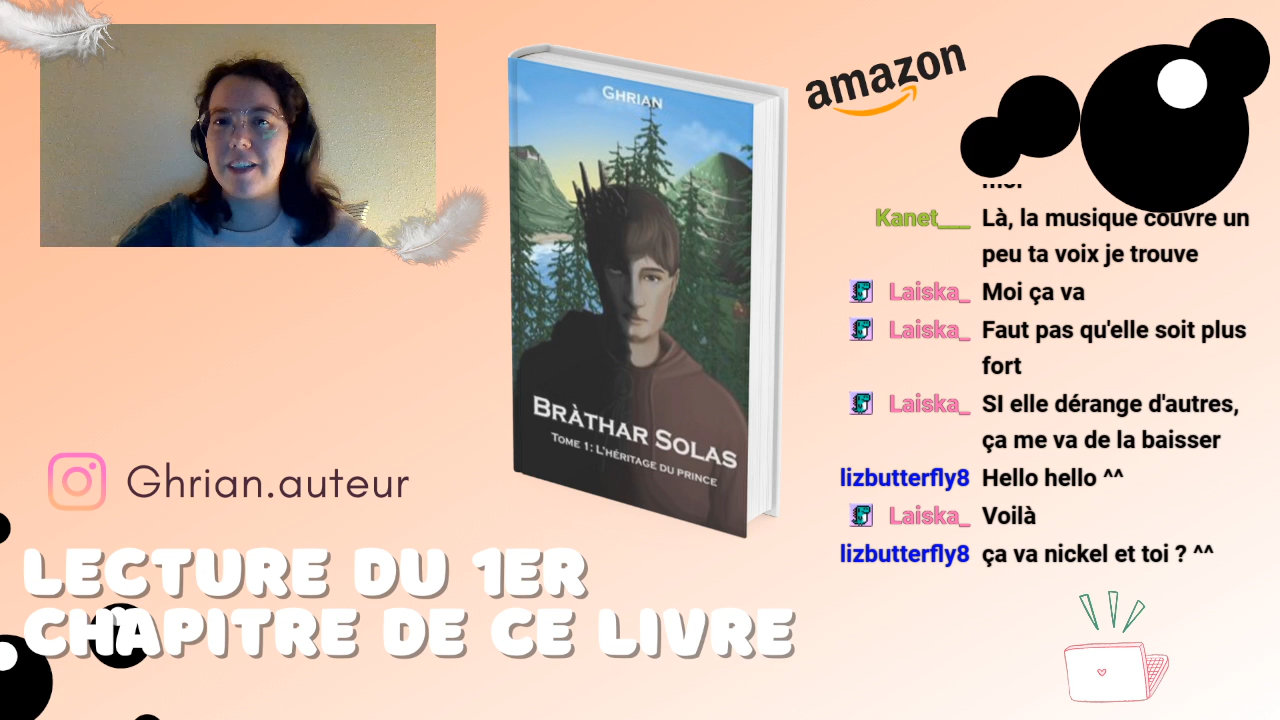 GHRIAN
BRÀTHAR SOLAS
TOME 1: L'HÉRITAGE DU PRINCE
amazon
Kanet___ Là, la musique couvre un
peu ta voix je trouve
Laiska_ Moi ça va
Laiska_ Faut pas qu'elle soit plus
fort
Laiska_ SI elle dérange d'autres,
ça me va de la baisser
lizbutterfly8 Hello hello ^^
Laiska_ Voilà
lizbutterfly8 ça va nickel et toi ? ^^
Ghrian.auteur
LECTURE DU 1ER
CHAPITRE DE CE LIVRE